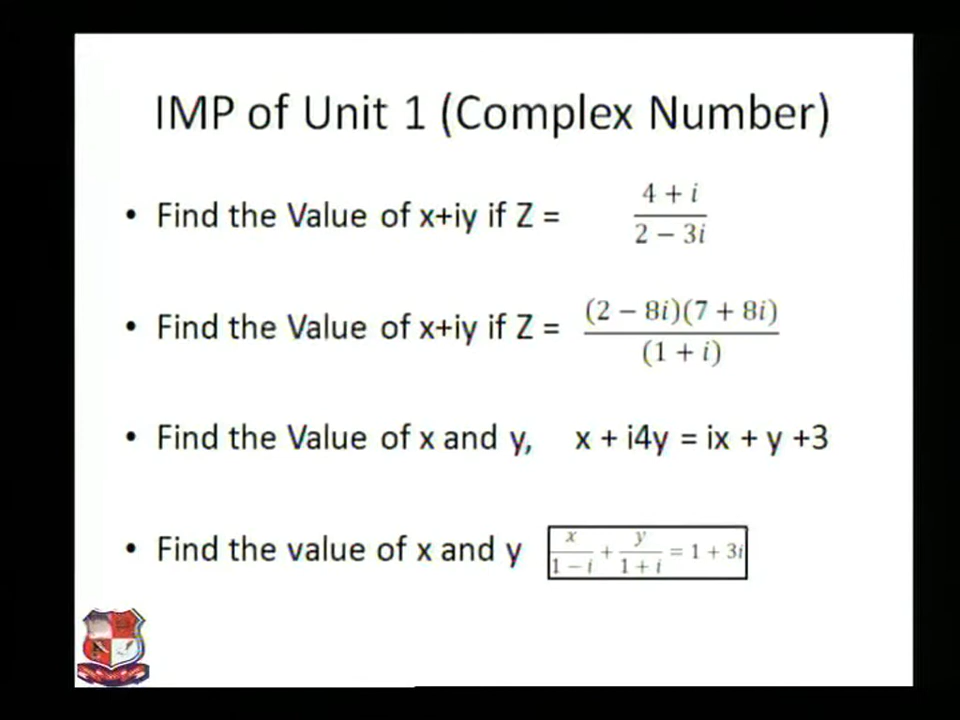 IMP of Unit 1 (Complex Number)
• Find the Value of x+iy if Z = (4 + i)/(2 − 3i)
• Find the Value of x+iy if Z = (2 − 8i)(7 + 8i)/(1 + i)
• Find the Value of x and y, x + i4y = ix + y +3
• Find the value of x and y x/(1 − i) + y/(1 + i) = 1 + 3i